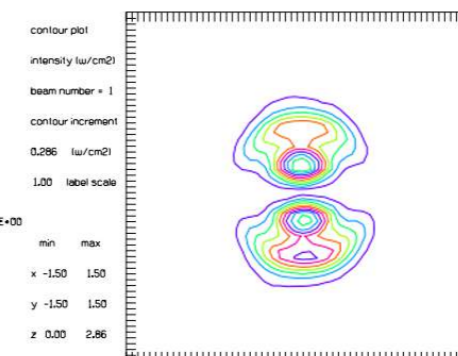 contour plot
intensity (w/cm2)
beam number = 1
contour increment
0.286 (w/cm2)
1.00 label scale
E+00
min max
x -1.50 1.50
y -1.50 1.50
z 0.00 2.86